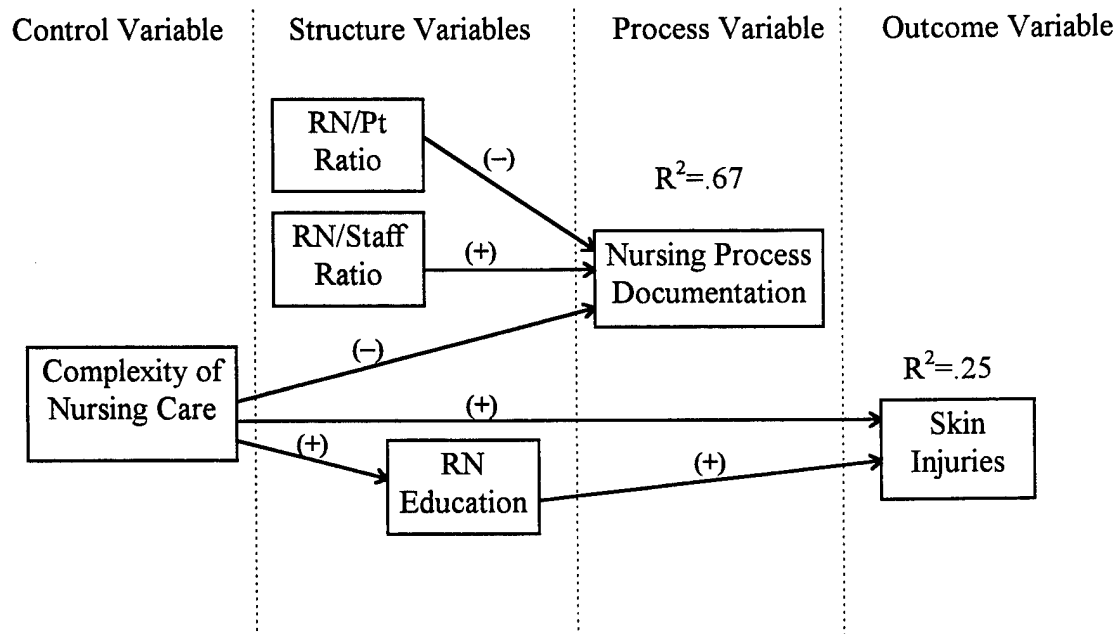 Control Variable
Structure Variables
Process Variable
Outcome Variable
RN/Pt
Ratio
(−)
R²=.67
RN/Staff
Ratio
(+)
Nursing Process
Documentation
(−)
Complexity of
Nursing Care
R²=.25
(+)
Skin
Injuries
(+)
RN
Education
(+)